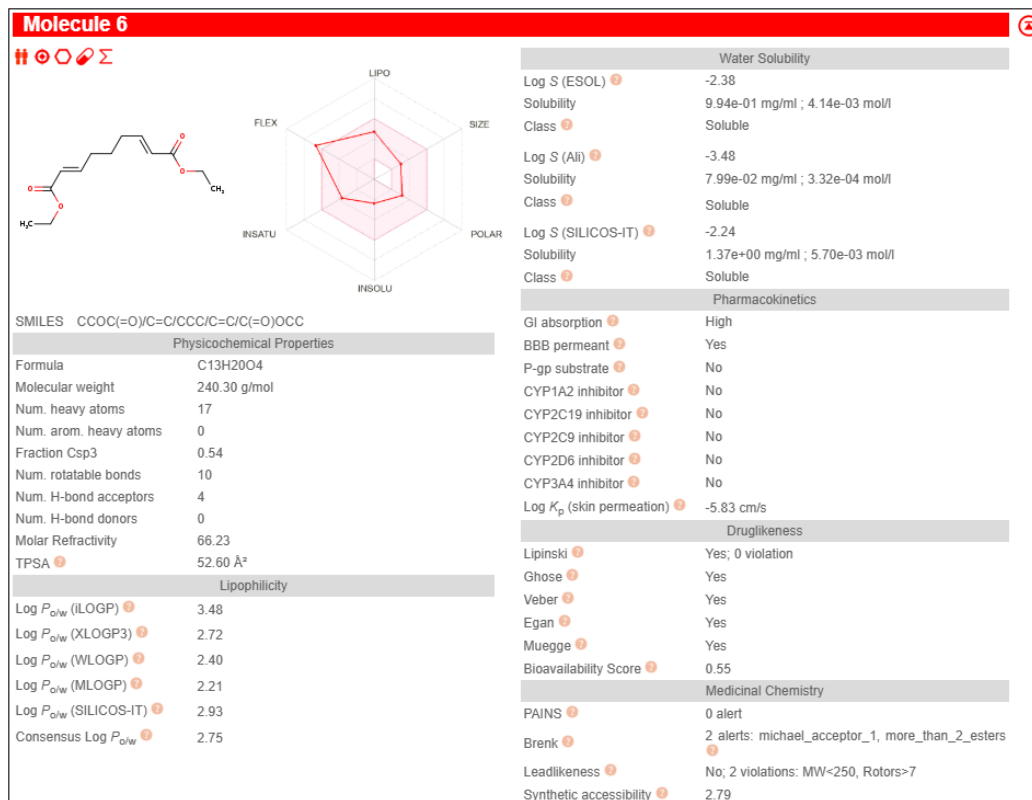 Molecule 6
LIPO
SIZE
POLAR
INSOLU
INSATU
FLEX
O
O
O
O
CH₃
H₃C
SMILES CCOC(=O)/C=C/CCC/C=C/C(=O)OCC
Physicochemical Properties
Formula C13H20O4
Molecular weight 240.30 g/mol
Num. heavy atoms 17
Num. arom. heavy atoms 0
Fraction Csp3 0.54
Num. rotatable bonds 10
Num. H-bond acceptors 4
Num. H-bond donors 0
Molar Refractivity 66.23
TPSA ? 52.60 Å²
Lipophilicity
Log Po/w (iLOGP) ? 3.48
Log Po/w (XLOGP3) ? 2.72
Log Po/w (WLOGP) ? 2.40
Log Po/w (MLOGP) ? 2.21
Log Po/w (SILICOS-IT) ? 2.93
Consensus Log Po/w ? 2.75
Water Solubility
Log S (ESOL) ? -2.38
Solubility 9.94e-01 mg/ml ; 4.14e-03 mol/l
Class ? Soluble
Log S (Ali) ? -3.48
Solubility 7.99e-02 mg/ml ; 3.32e-04 mol/l
Class ? Soluble
Log S (SILICOS-IT) ? -2.24
Solubility 1.37e+00 mg/ml ; 5.70e-03 mol/l
Class ? Soluble
Pharmacokinetics
GI absorption ? High
BBB permeant ? Yes
P-gp substrate ? No
CYP1A2 inhibitor ? No
CYP2C19 inhibitor ? No
CYP2C9 inhibitor ? No
CYP2D6 inhibitor ? No
CYP3A4 inhibitor ? No
Log Kp (skin permeation) ? -5.83 cm/s
Druglikeness
Lipinski ? Yes; 0 violation
Ghose ? Yes
Veber ? Yes
Egan ? Yes
Muegge ? Yes
Bioavailability Score ? 0.55
Medicinal Chemistry
PAINS ? 0 alert
Brenk ? 2 alerts: michael_acceptor_1, more_than_2_esters
?
Leadlikeness ? No; 2 violations: MW<250, Rotors>7
Synthetic accessibility ? 2.79